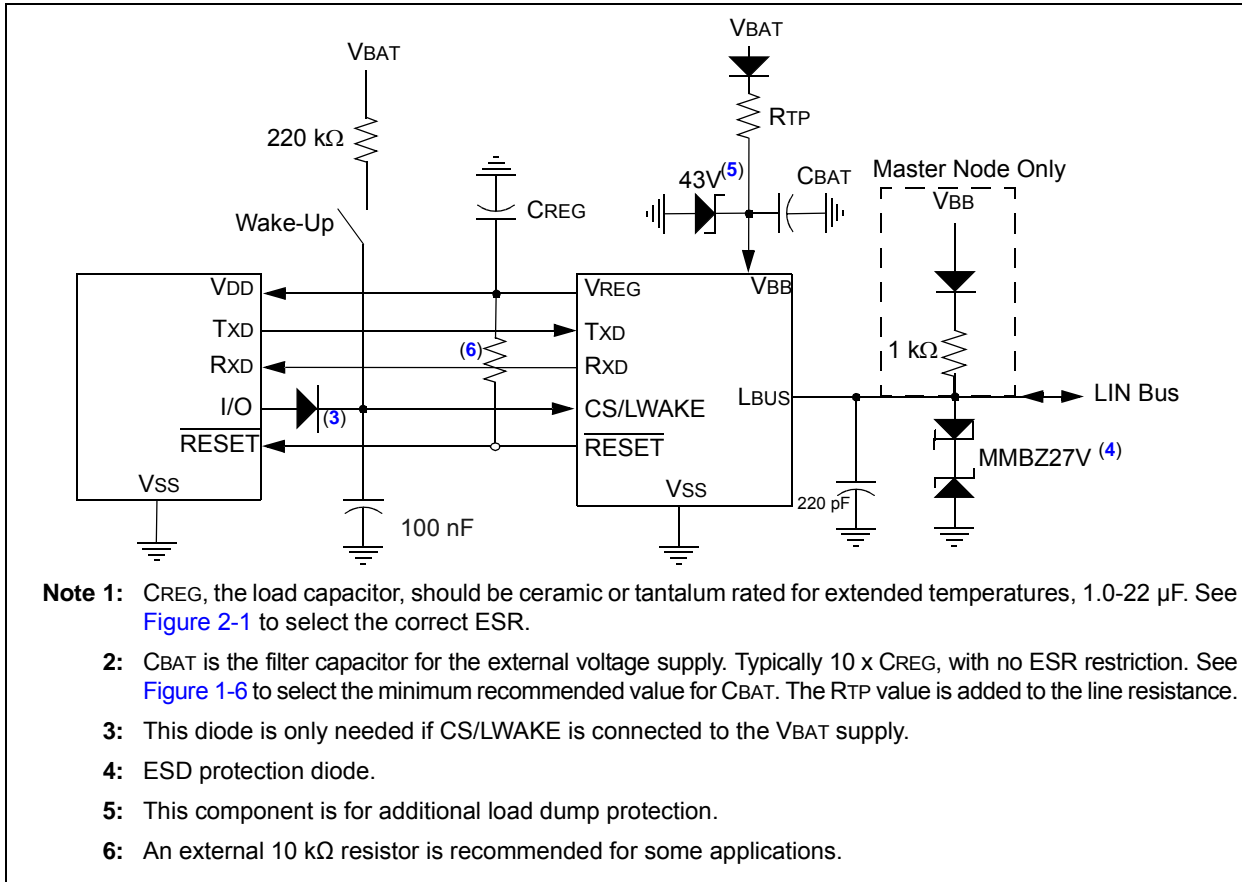 VBAT
VBAT
220 kΩ
RTP
43V(5)
CBAT
Master Node Only
VBB
CREG
Wake-Up
VDD
VREG
VBB
TXD
TXD
(6)
1 kΩ
RXD
RXD
I/O
(3)
CS/LWAKE
LBUS
LIN Bus
RESET
RESET
MMBZ27V (4)
VSS
VSS
220 pF
100 nF
Note 1: CREG, the load capacitor, should be ceramic or tantalum rated for extended temperatures, 1.0-22 µF. See
Figure 2-1 to select the correct ESR.
2: CBAT is the filter capacitor for the external voltage supply. Typically 10 x CREG, with no ESR restriction. See
Figure 1-6 to select the minimum recommended value for CBAT. The RTP value is added to the line resistance.
3: This diode is only needed if CS/LWAKE is connected to the VBAT supply.
4: ESD protection diode.
5: This component is for additional load dump protection.
6: An external 10 kΩ resistor is recommended for some applications.